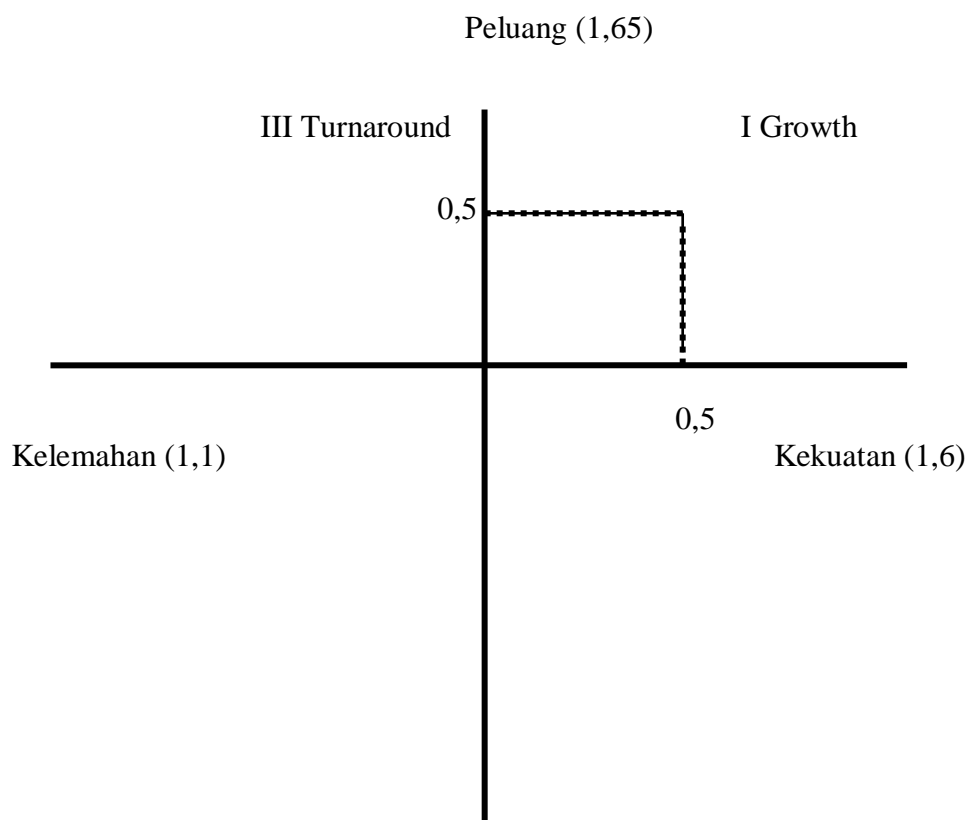 Peluang (1,65)
III Turnaround
I Growth
0,5
0,5
Kelemahan (1,1)
Kekuatan (1,6)